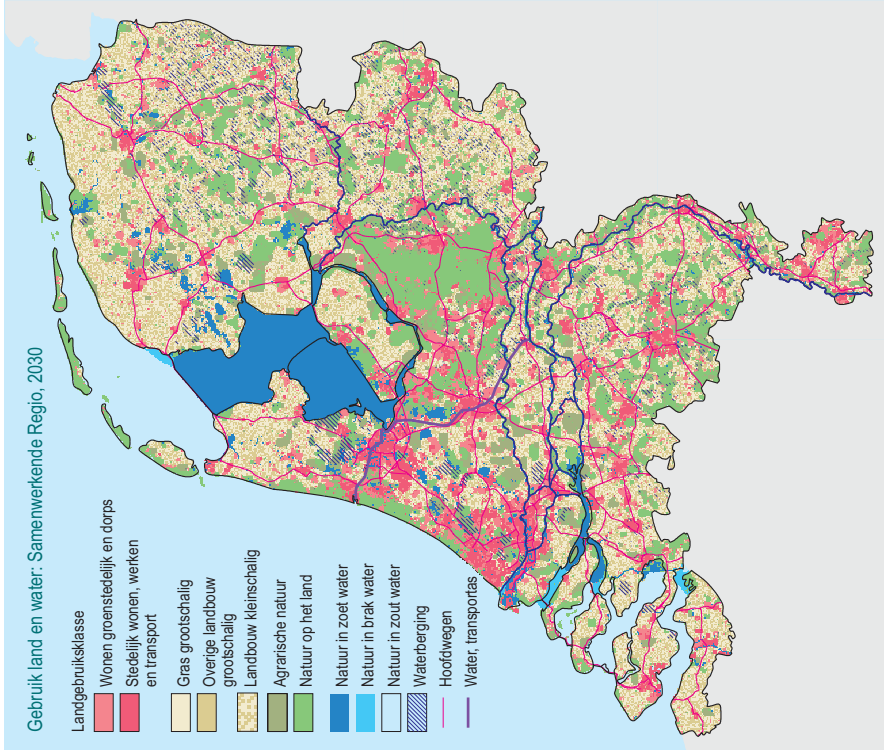 Gebruik land en water: Samenwerkende Regio, 2030
Landgebruiksklasse
Wonen groenstedelijk en dorps
Stedelijk wonen, werken
en transport
Gras grootschalig
Overige landbouw
grootschalig
Landbouw kleinschalig
Agrarische natuur
Natuur op het land
Natuur in zoet water
Natuur in brak water
Natuur in zout water
Waterberging
Hoofdwegen
Water, transportas